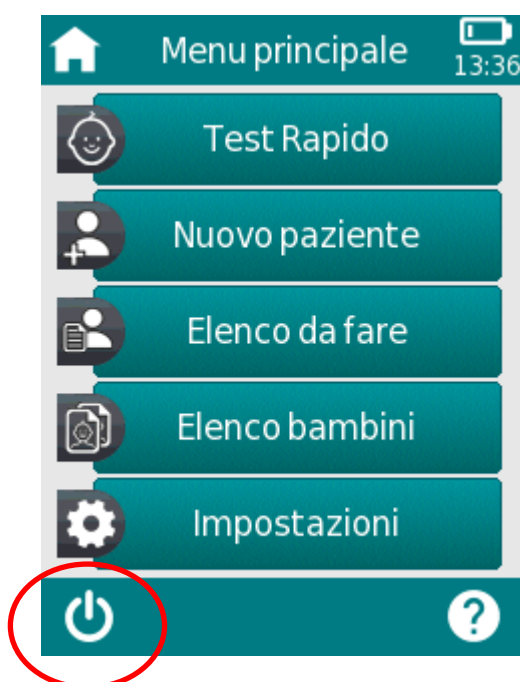 Menu principale
13:36
Test Rapido
Nuovo paziente
Elenco da fare
Elenco bambini
Impostazioni
?